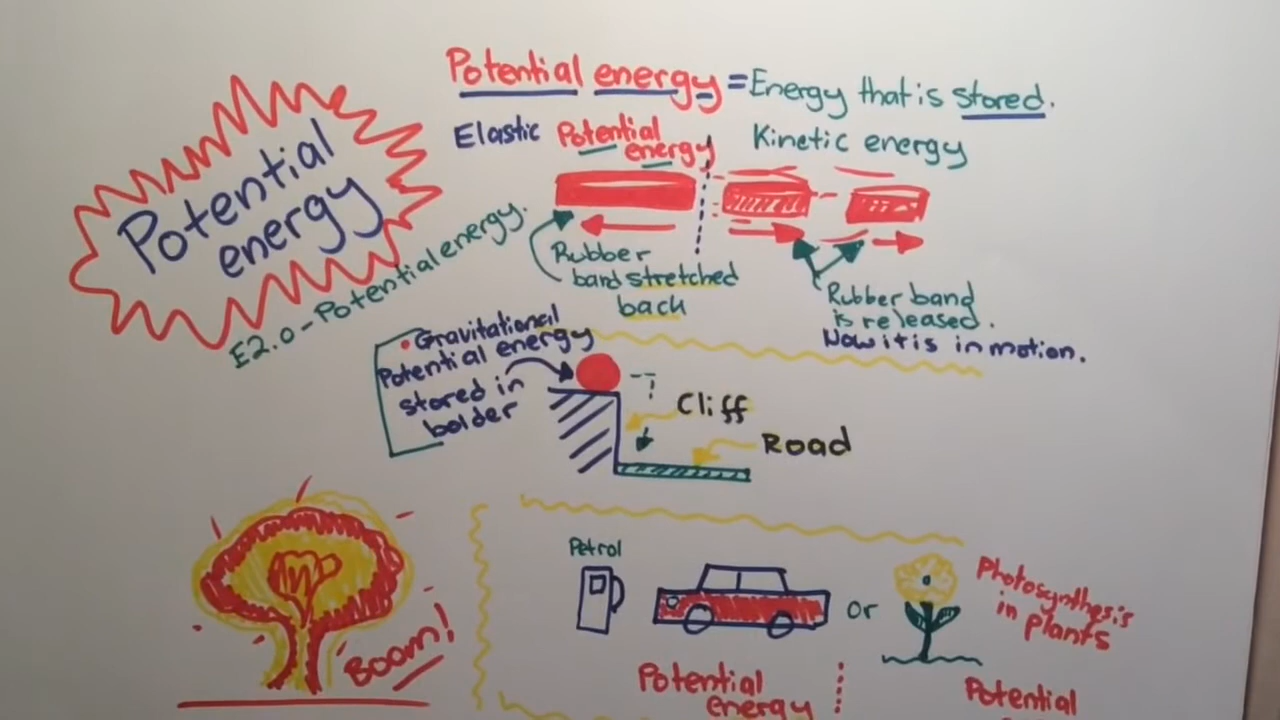 Potential energy = Energy that is stored.
Potential
energy
E2.0 - Potential energy.
Elastic Potential
energy
Kinetic energy
Rubber
band stretched
back
Rubber band
is released.
Now it is in motion.
• Gravitational
Potential energy
stored in
bolder
Cliff
Road
Boom!
Petrol
or
Photosynthesis
in plants
Potential
energy
Potential